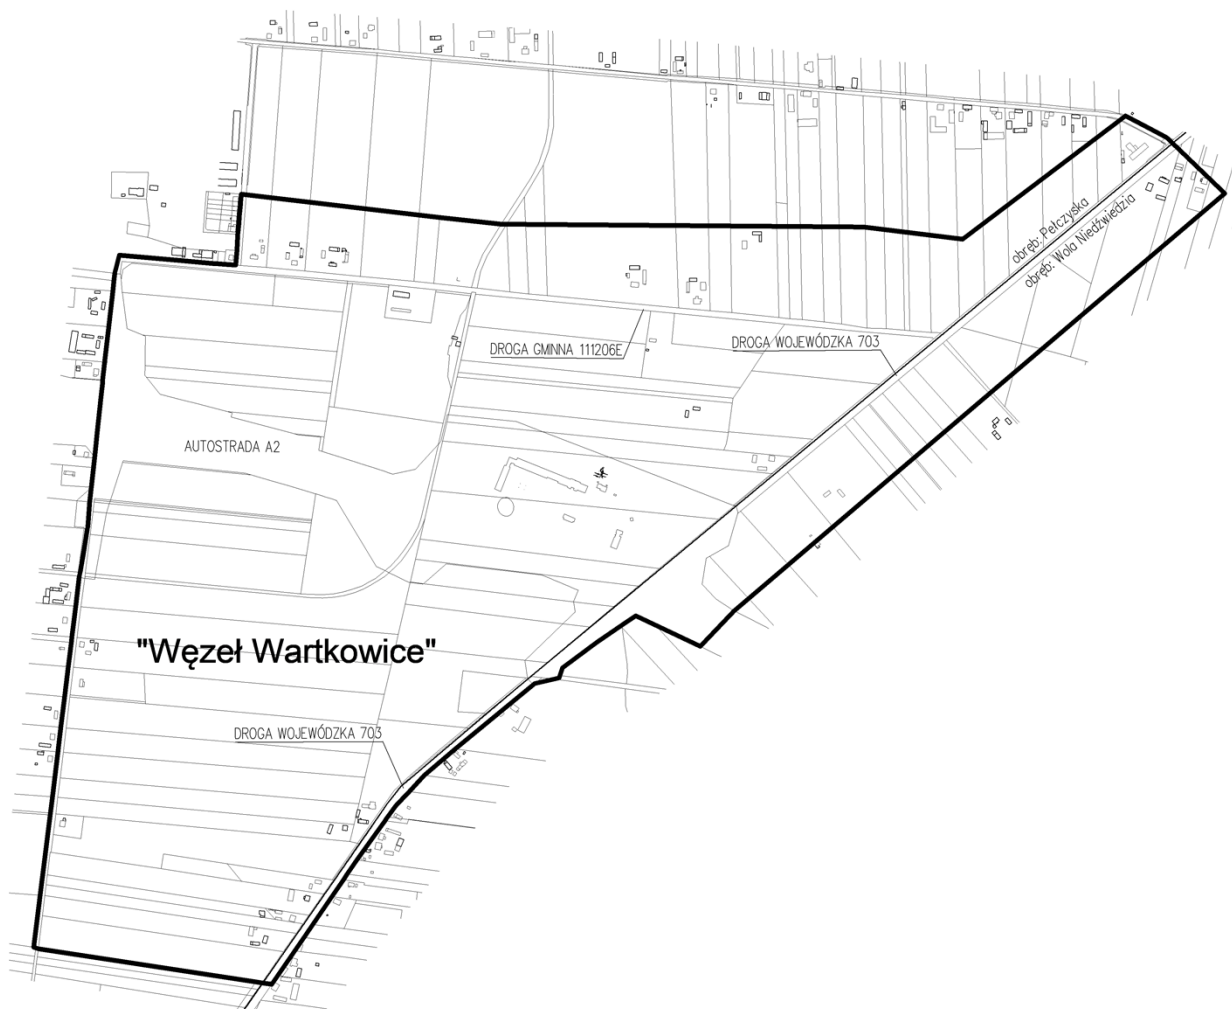 obręb: Pełczyska
obręb: Wola Niedźwiedzia
DROGA GMINNA 111206E
DROGA WOJEWÓDZKA 703
AUTOSTRADA A2
"Węzeł Wartkowice"
DROGA WOJEWÓDZKA 703